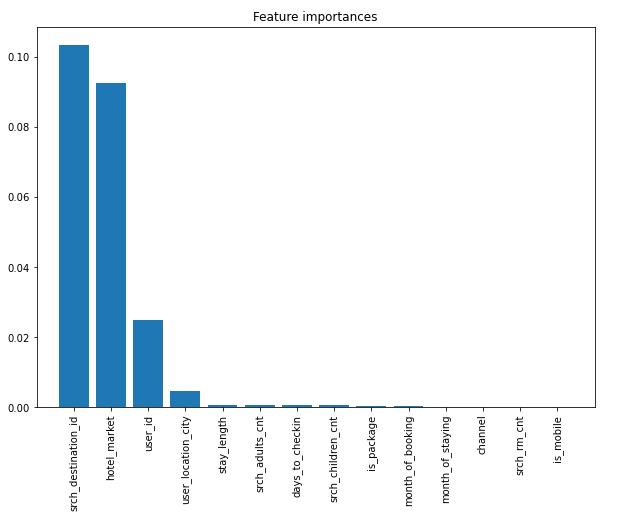 Feature importances
0.10
0.08
0.06
0.04
0.02
0.00
srch_destination_id
hotel_market
user_id
user_location_city
stay_length
srch_adults_cnt
days_to_checkin
srch_children_cnt
is_package
month_of_booking
month_of_staying
channel
srch_rm_cnt
is_mobile